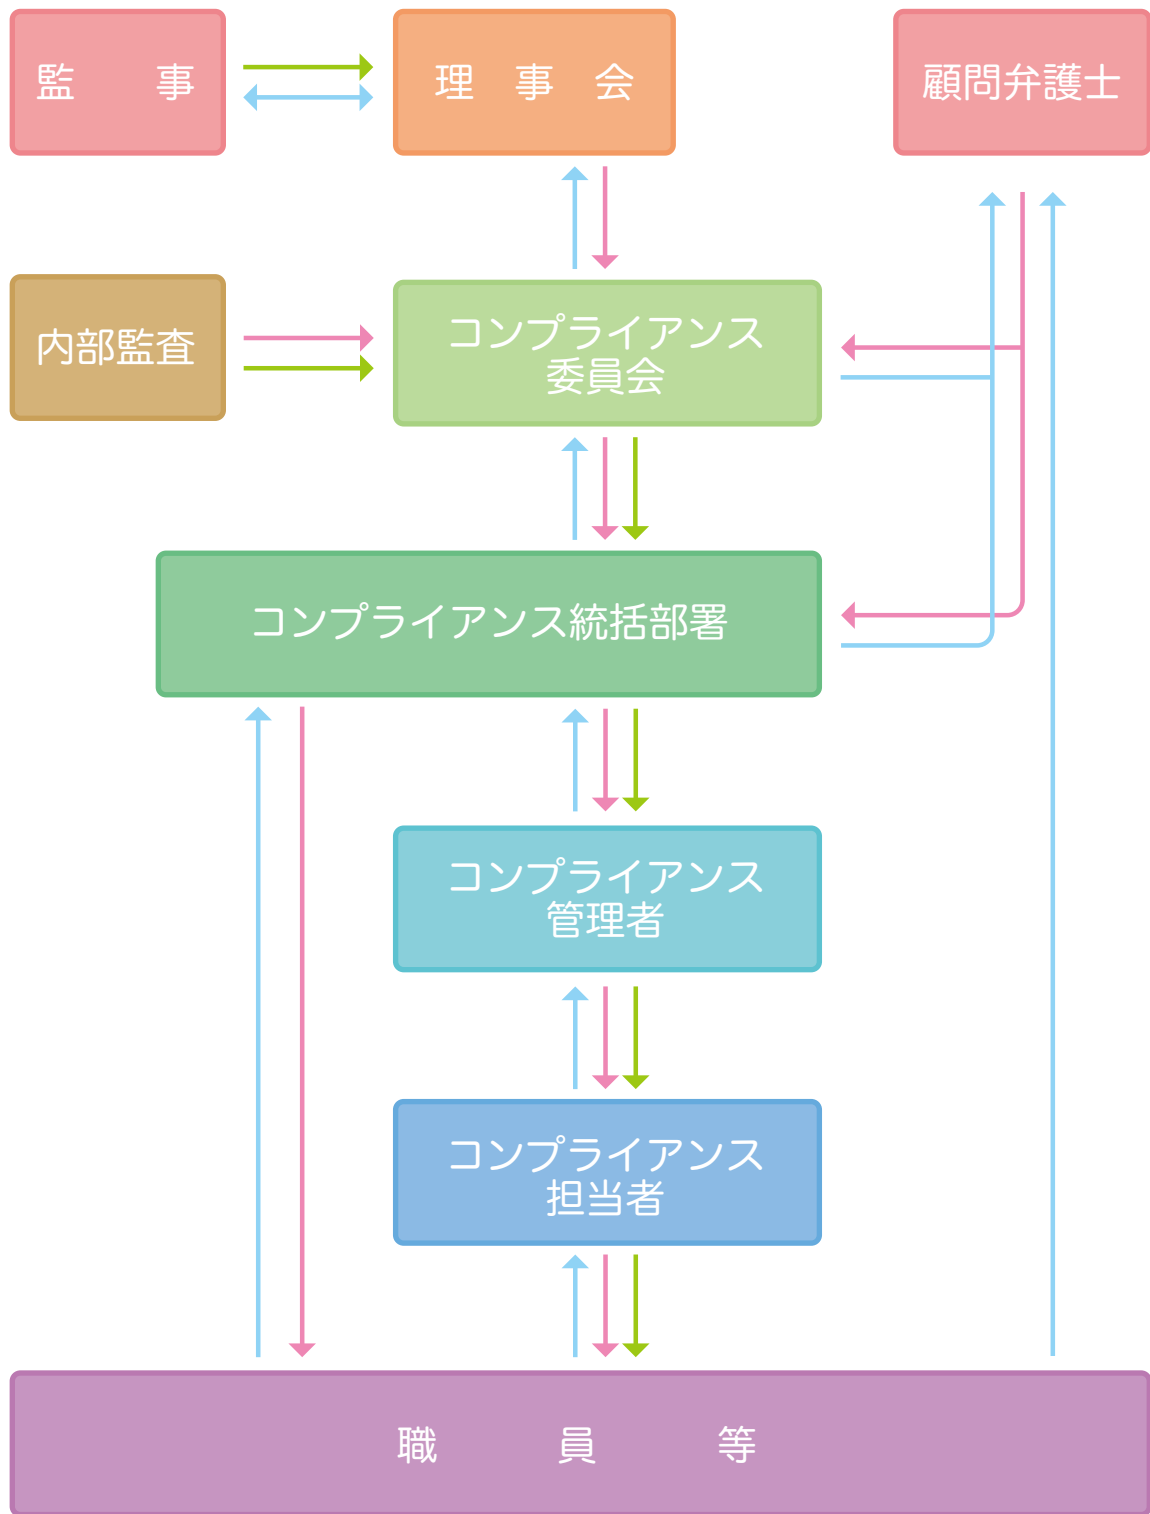 監事
理事会
顧問弁護士
内部監査
コンプライアンス
委員会
コンプライアンス統括部署
コンプライアンス
管理者
コンプライアンス
担当者
職員等